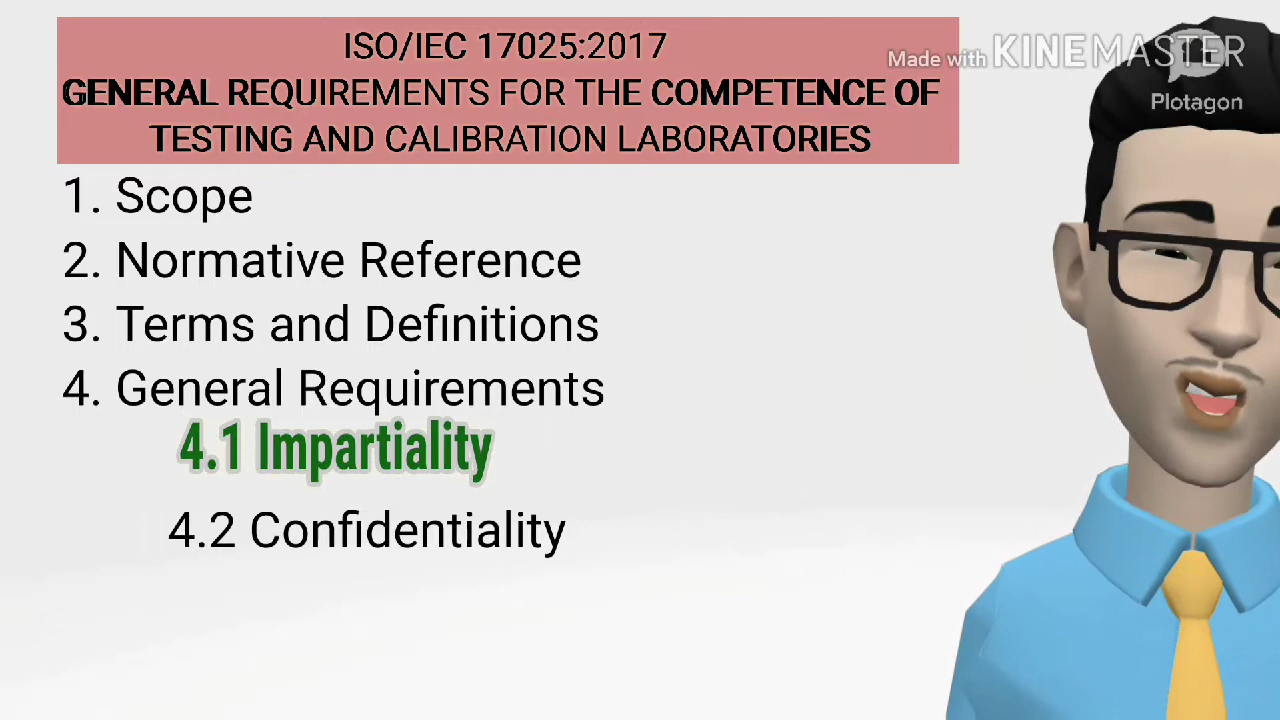 ISO/IEC 17025:2017
Made with KINEMASTER
GENERAL REQUIREMENTS FOR THE COMPETENCE OF
Plotagon
TESTING AND CALIBRATION LABORATORIES
1. Scope
2. Normative Reference
3. Terms and Definitions
4. General Requirements
4.1 Impartiality
4.2 Confidentiality